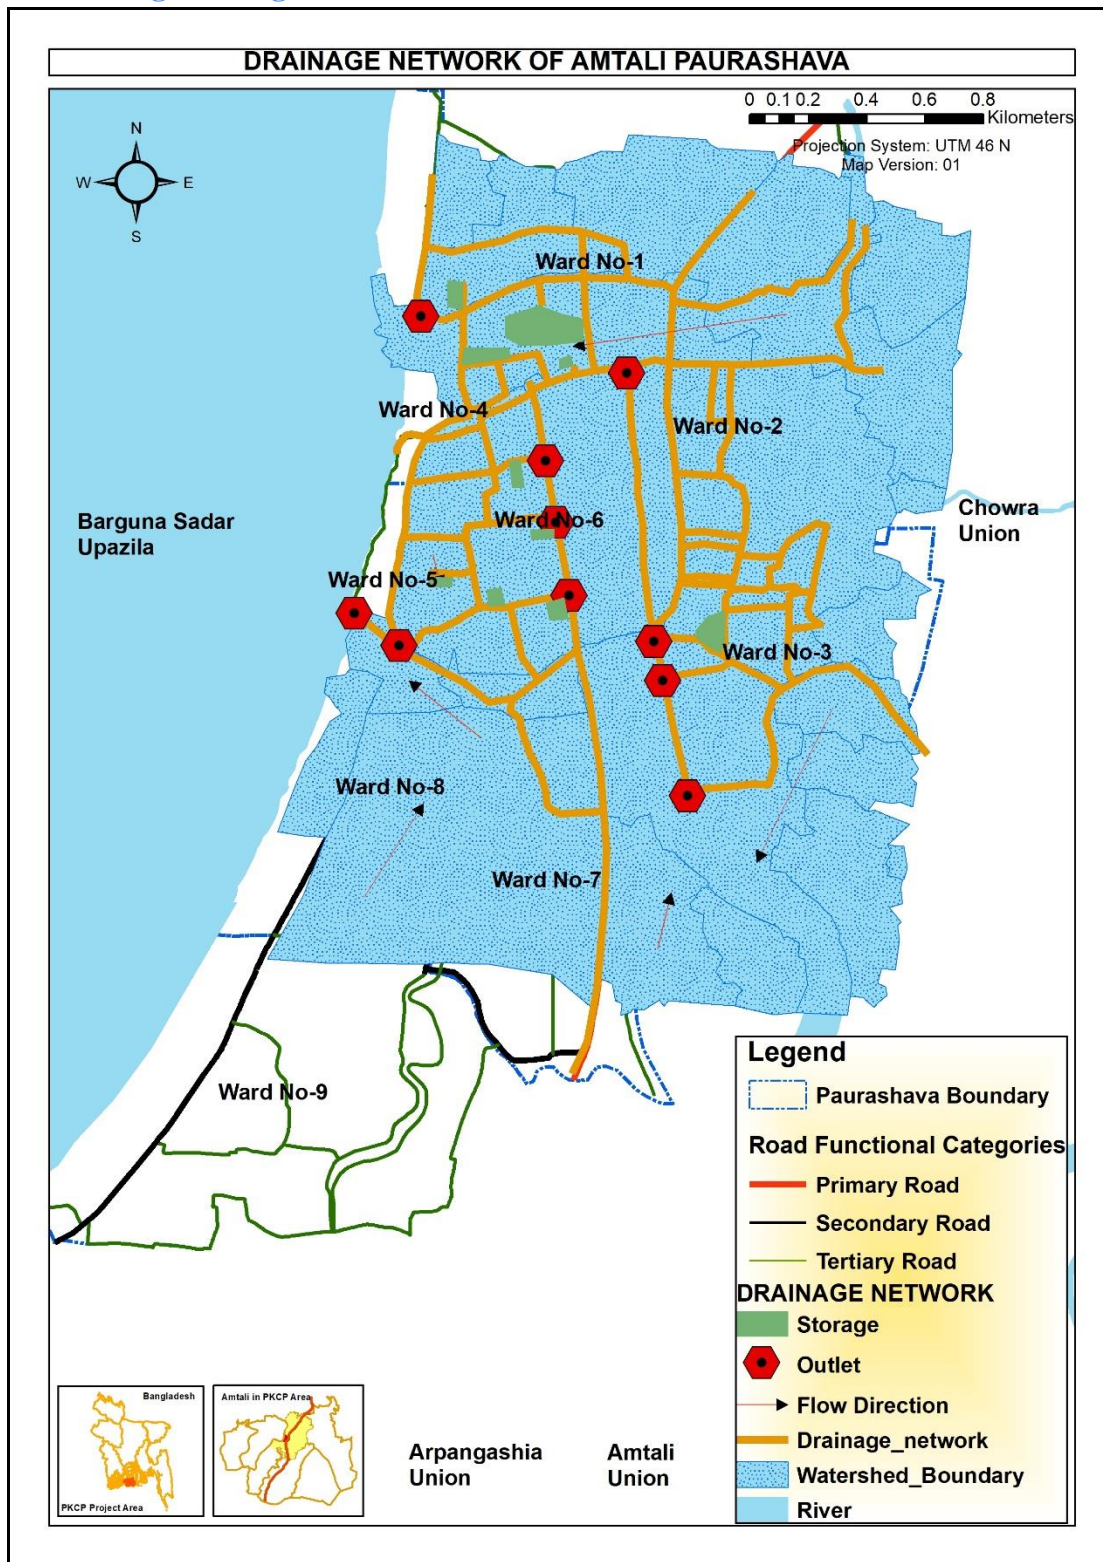 DRAINAGE NETWORK OF AMTALI PAURASHAVA
0 0.1 0.2 0.4 0.6 0.8
Kilometers
Projection System: UTM 46 N
Map Version: 01
N
W E
S
Ward No-1
Ward No-4
Ward No-2
Barguna Sadar
Upazila
Ward No-6
Chowra
Union
Ward No-5
Ward No-3
Ward No-8
Ward No-7
Ward No-9
Legend
Paurashava Boundary
Road Functional Categories
Primary Road
Secondary Road
Tertiary Road
DRAINAGE NETWORK
Storage
Outlet
Flow Direction
Drainage_network
Watershed_Boundary
River
Bangladesh
PKCP Project Area
Amtali in PKCP Area
Arpangashia
Union
Amtali
Union